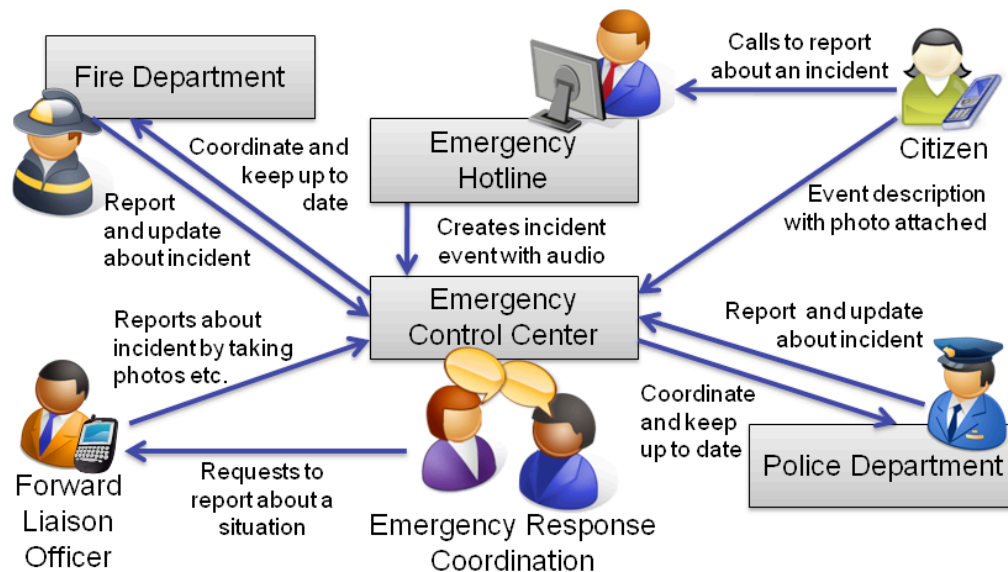 Fire Department
Calls to report
about an incident
Emergency
Hotline
Citizen
Coordinate and
keep up to
date
Report
and update
about incident
Event description
with photo attached
Creates incident
event with audio
Emergency
Control Center
Reports about
incident by taking
photos etc.
Report and update
about incident
Coordinate
and keep
up to date
Police Department
Forward
Liaison
Officer
Requests to
report about a
situation
Emergency Response
Coordination